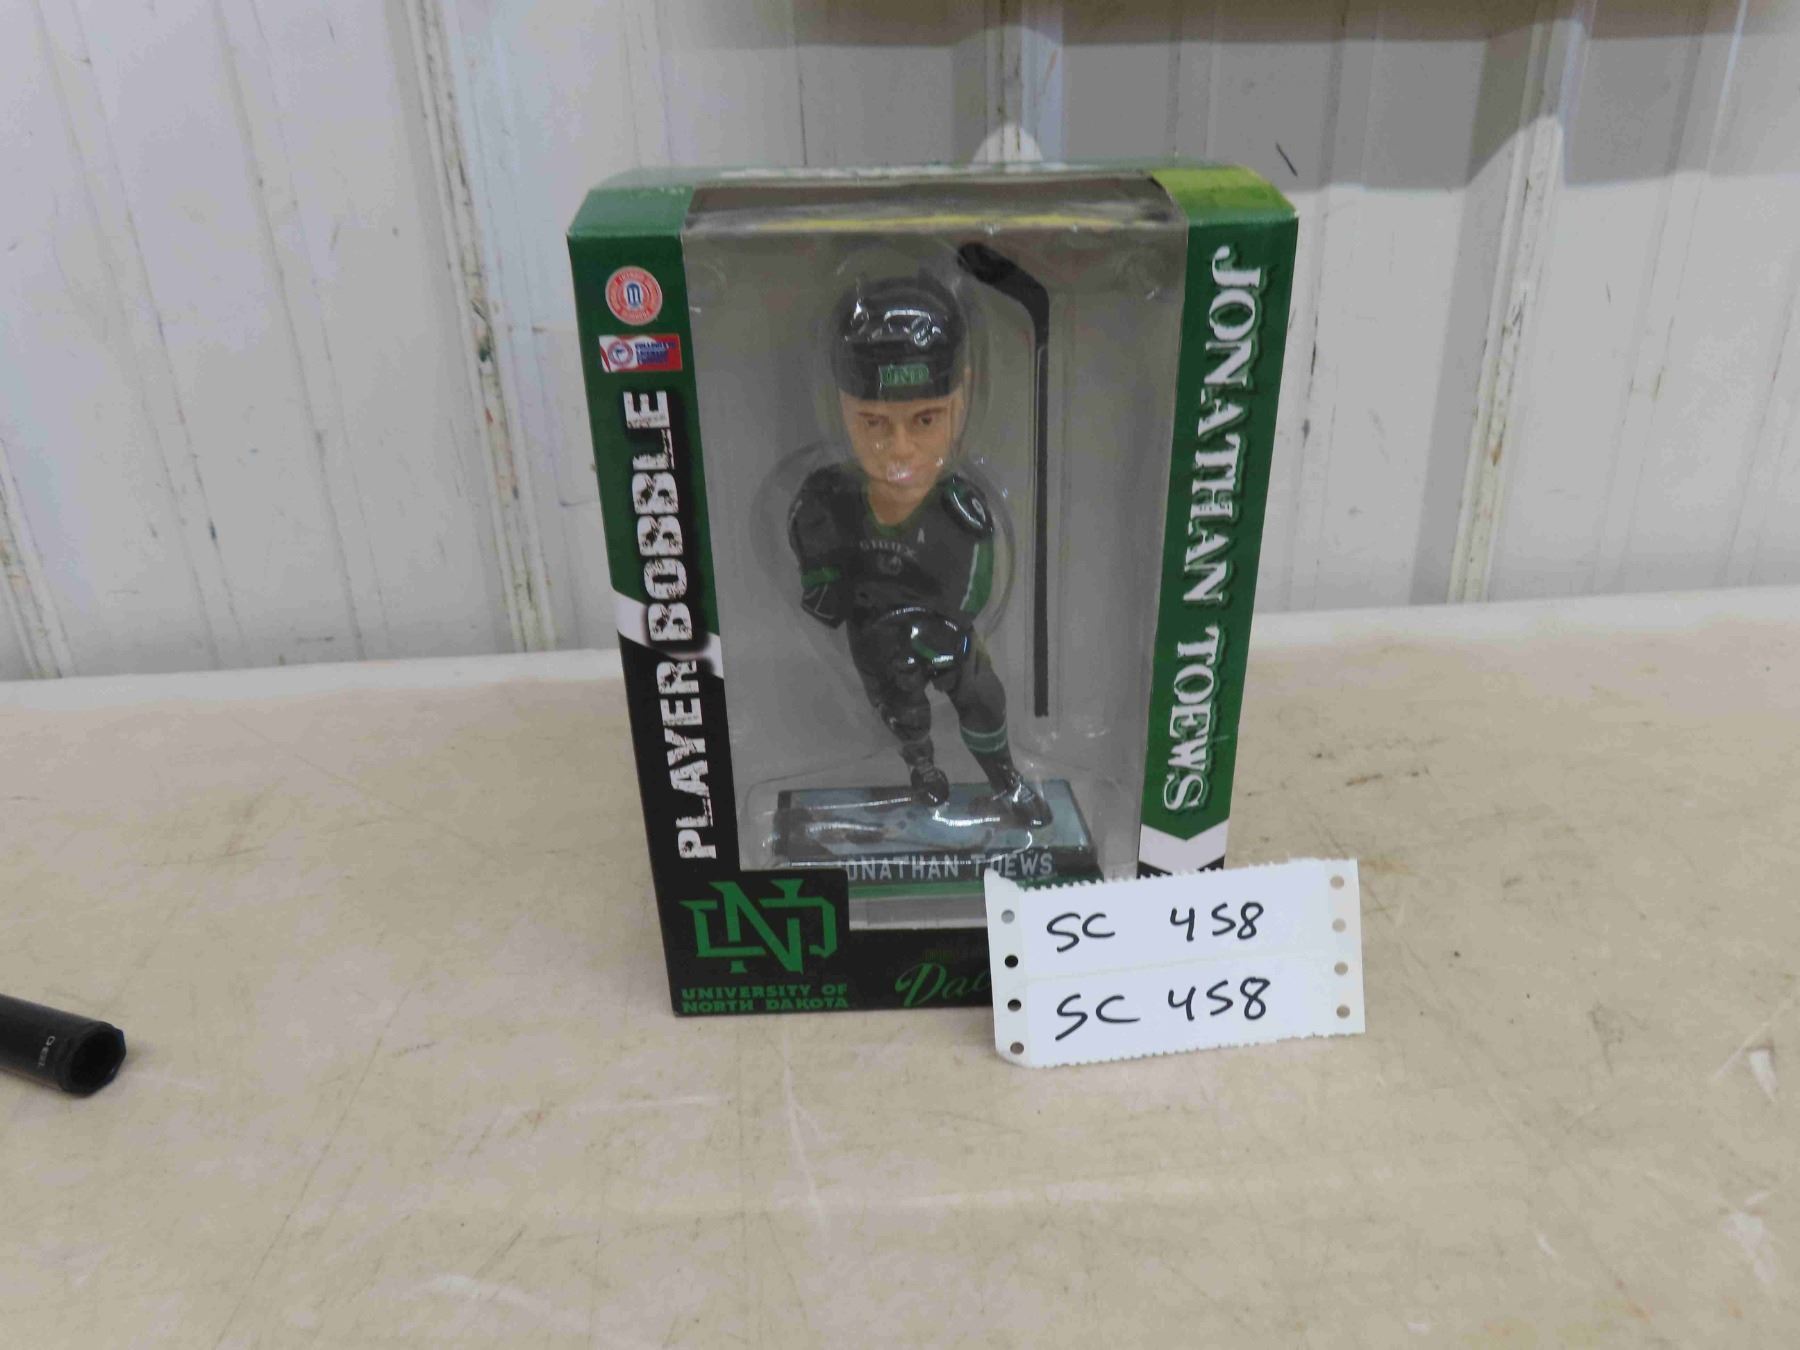 PLAYER BOBBLE
JONATHAN TOEWS
UND
SIOUX
A
JONATHAN TOEWS
ND
UNIVERSITY OF
NORTH DAKOTA
SC 458
SC 458